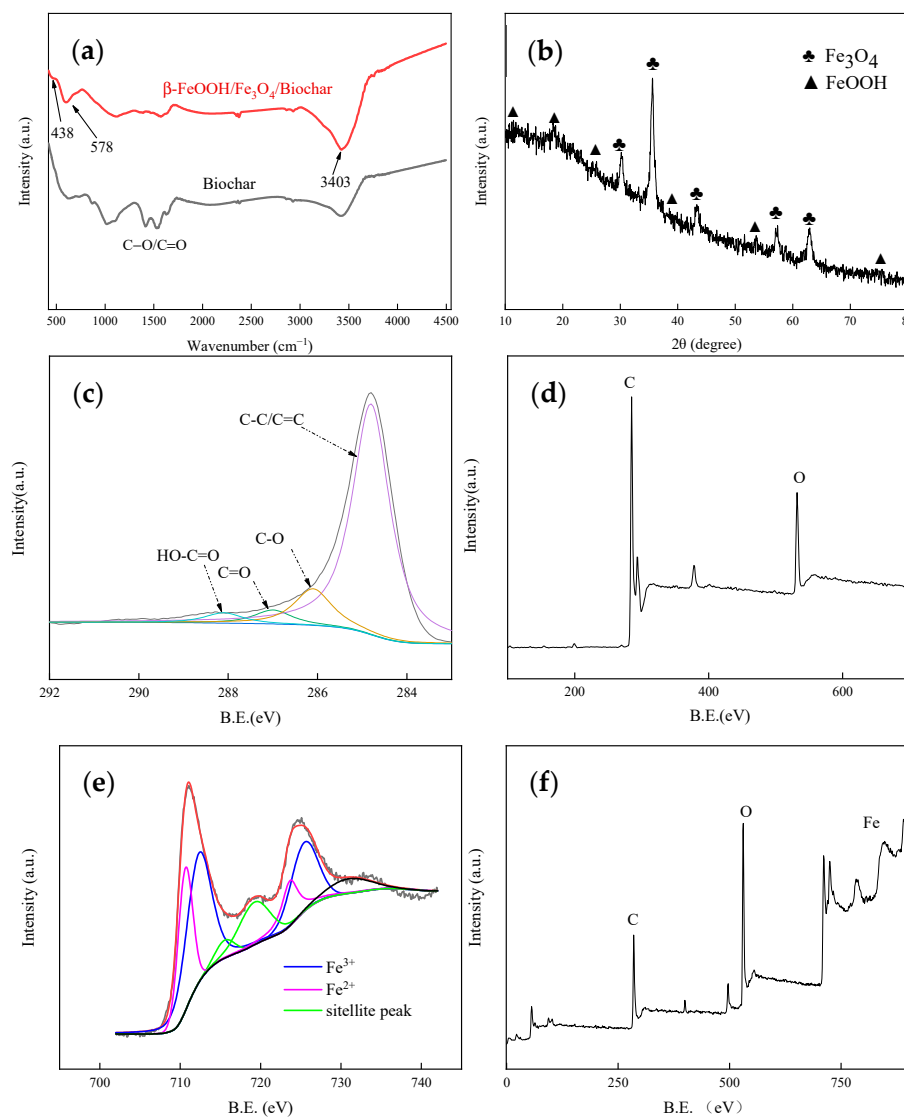 (a)
β-FeOOH/Fe₃O₄/Biochar
438
578
3403
Biochar
C−O/C=O
Intensity (a.u.)
500 1000 1500 2000 2500 3000 3500 4000 4500
Wavenumber (cm⁻¹)
(b)
♣ Fe₃O₄
▲ FeOOH
Intensity (a.u.)
10 20 30 40 50 60 70 80
2θ (degree)
(c)
C-C/C=C
C-O
HO-C=O
C=O
Intensity(a.u.)
292 290 288 286 284
B.E.(eV)
(d)
C
O
Intensity(a.u.)
200 400 600
B.E.(eV)
(e)
Fe³⁺
Fe²⁺
sitellite peak
Intensity (a.u.)
700 710 720 730 740
B.E. (eV)
(f)
O
Fe
C
Intensity (a.u.)
0 250 500 750
B.E. （eV）